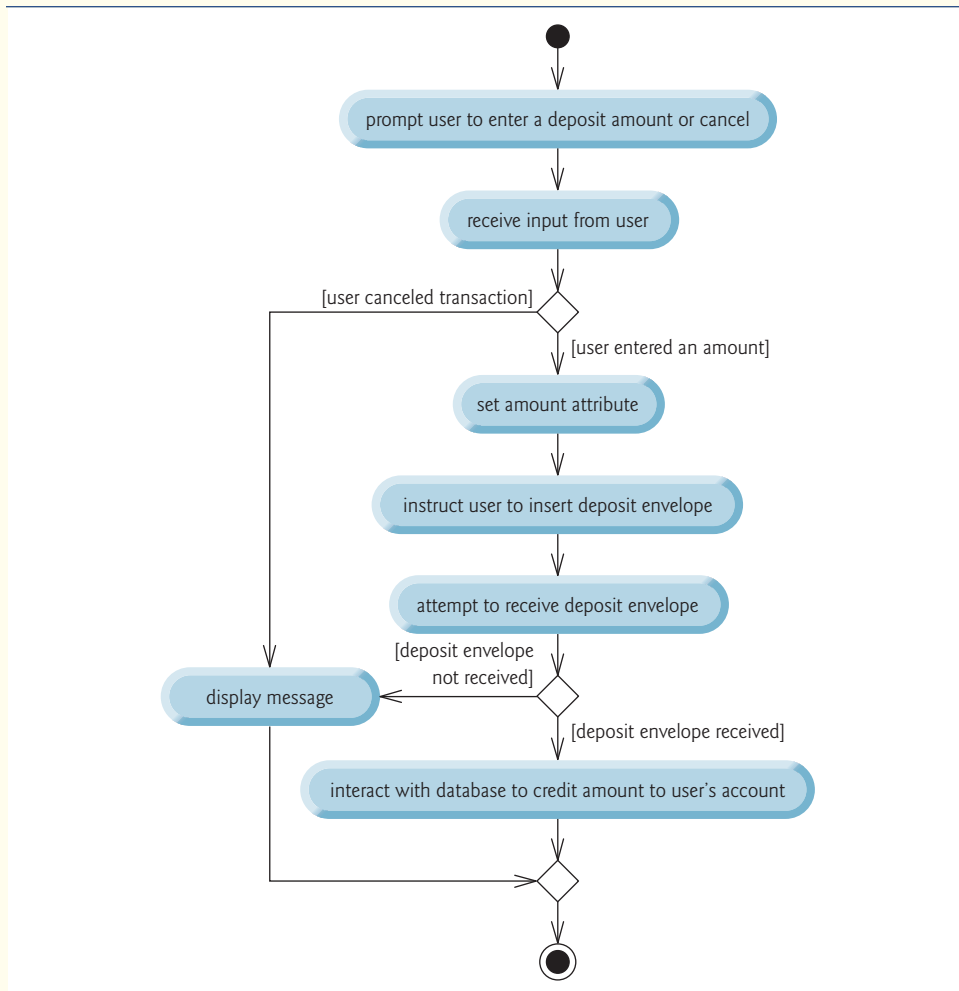 prompt user to enter a deposit amount or cancel
receive input from user
[user canceled transaction]
[user entered an amount]
set amount attribute
instruct user to insert deposit envelope
attempt to receive deposit envelope
[deposit envelope
not received]
display message
[deposit envelope received]
interact with database to credit amount to user’s account